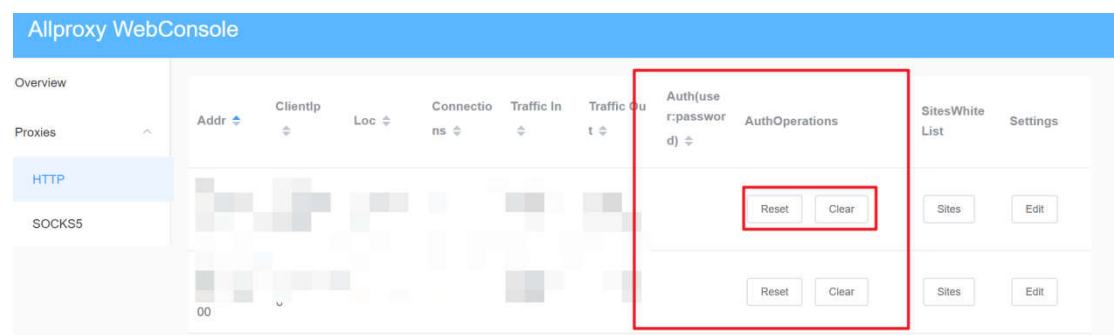 Allproxy WebConsole
Overview
Proxies
HTTP
SOCKS5
Addr
ClientIp
Loc
Connectio
ns
Traffic In
Traffic Ou
t
Auth(use
r:passwor
d)
AuthOperations
SitesWhite
List
Settings
Reset Clear Sites Edit
00
Reset Clear Sites Edit